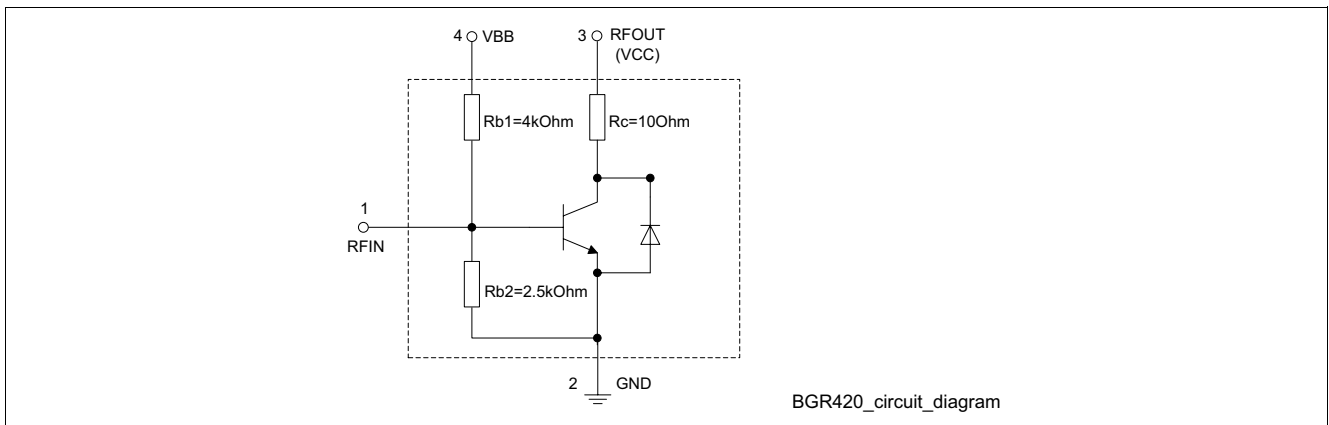 4 VBB
3 RFOUT
(VCC)
Rb1=4kOhm
Rc=10Ohm
1
RFIN
Rb2=2.5kOhm
2 GND
BGR420_circuit_diagram